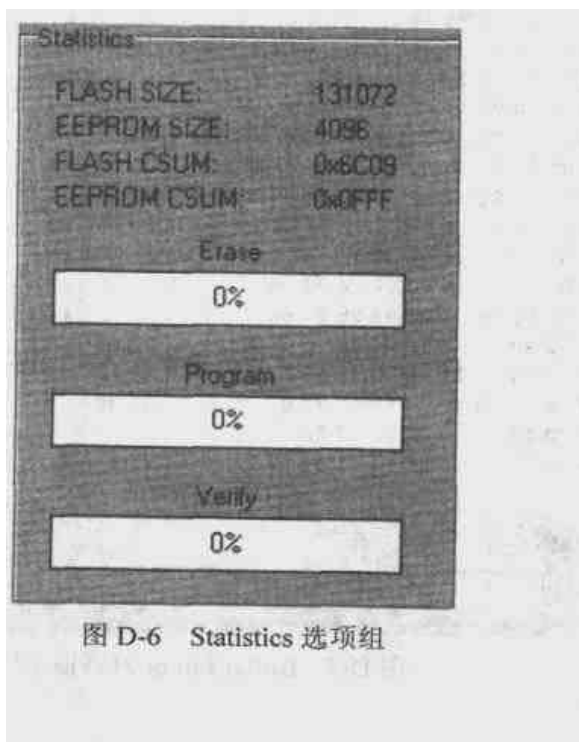 Statistics
FLASH SIZE: 131072
EEPROM SIZE: 4096
FLASH CSUM: 0x6C09
EEPROM CSUM: 0x0FFF
Erase
0%
Program
0%
Verify
0%
图 D-6 Statistics 选项组